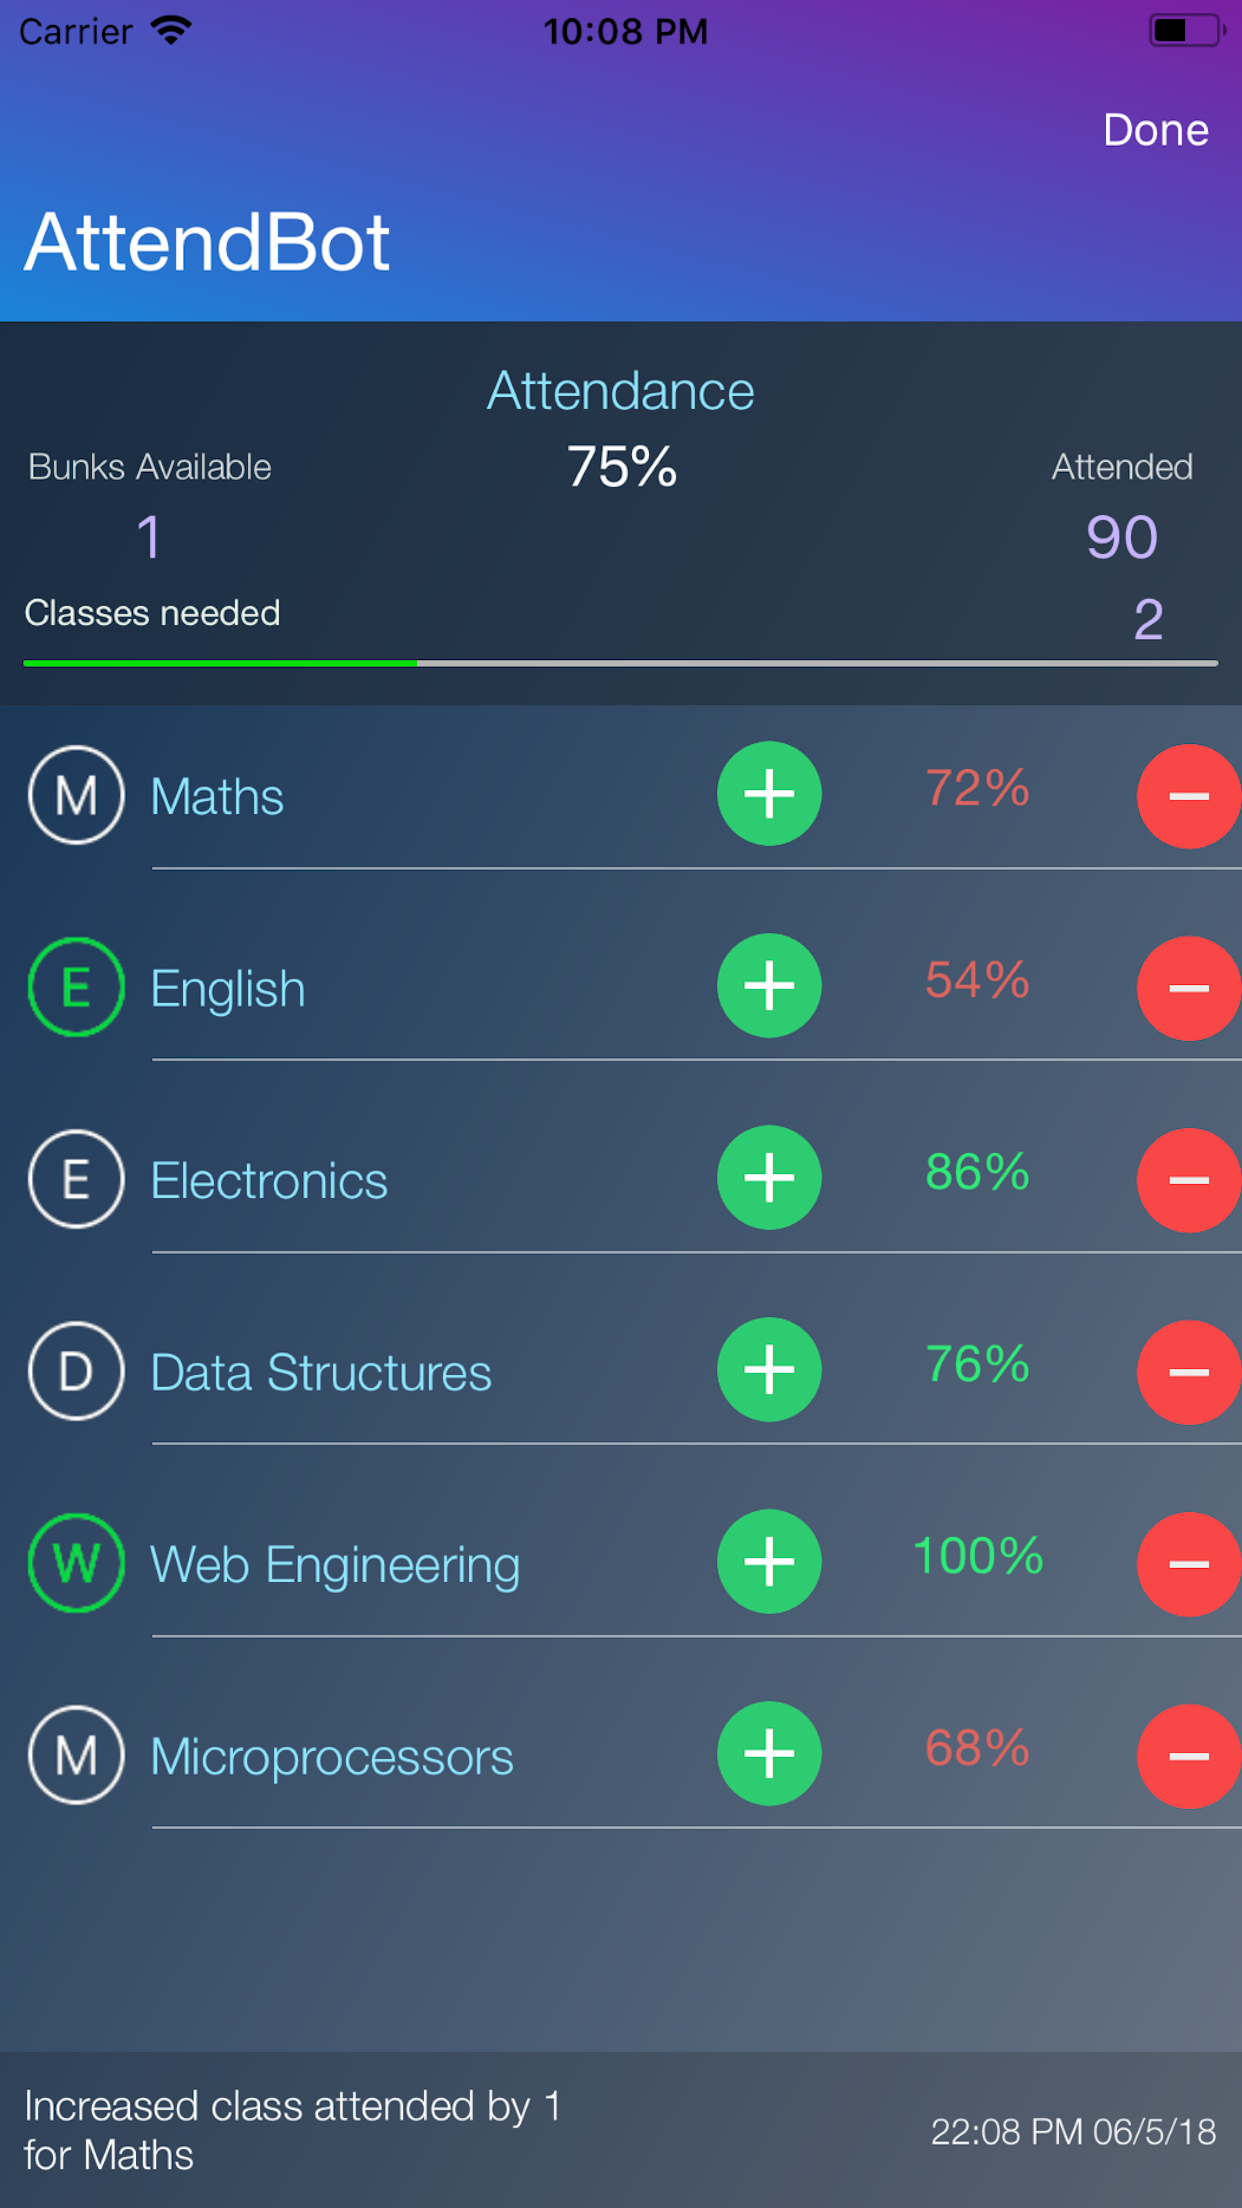 Carrier 10:08 PM
Done
AttendBot
Attendance
Bunks Available 75% Attended
1 90
Classes needed 2
M Maths + 72% −
E English + 54% −
E Electronics + 86% −
D Data Structures + 76% −
W Web Engineering + 100% −
M Microprocessors + 68% −
Increased class attended by 1
for Maths
22:08 PM 06/5/18